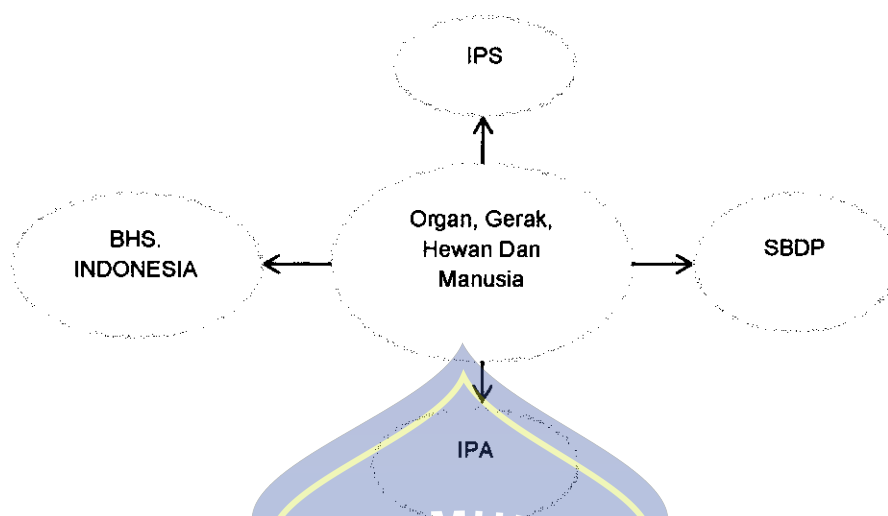 IPS
BHS.
INDONESIA
Organ, Gerak,
Hewan Dan
Manusia
SBDP
IPA